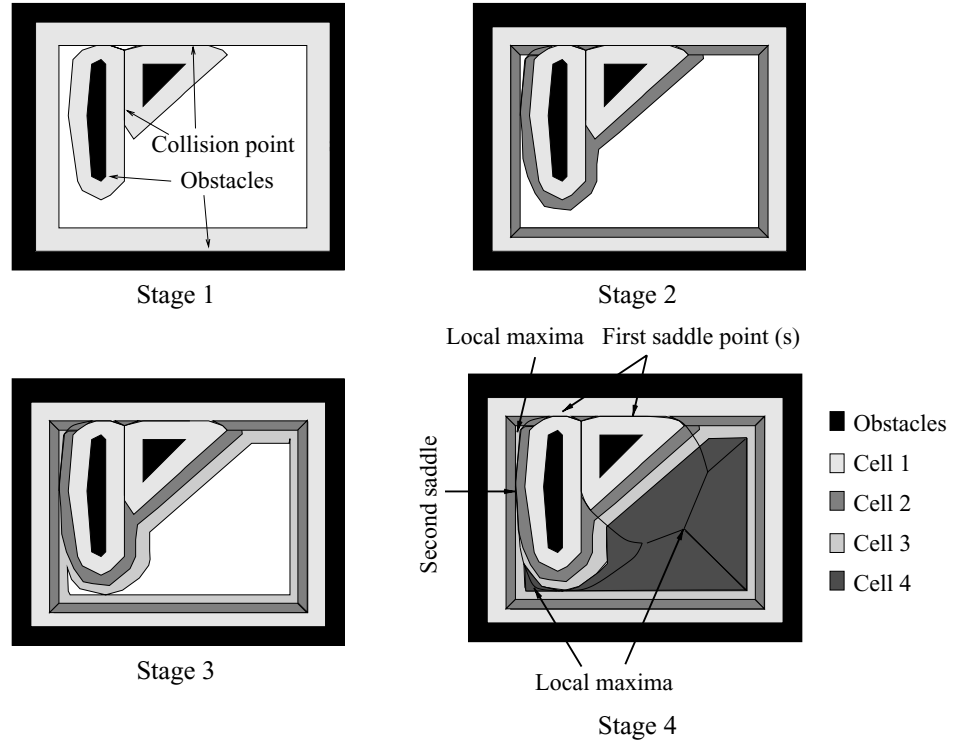 Collision point
Obstacles
Stage 1
Stage 2
Stage 3
Local maxima
First saddle point (s)
Second saddle
Local maxima
Stage 4
Obstacles
Cell 1
Cell 2
Cell 3
Cell 4